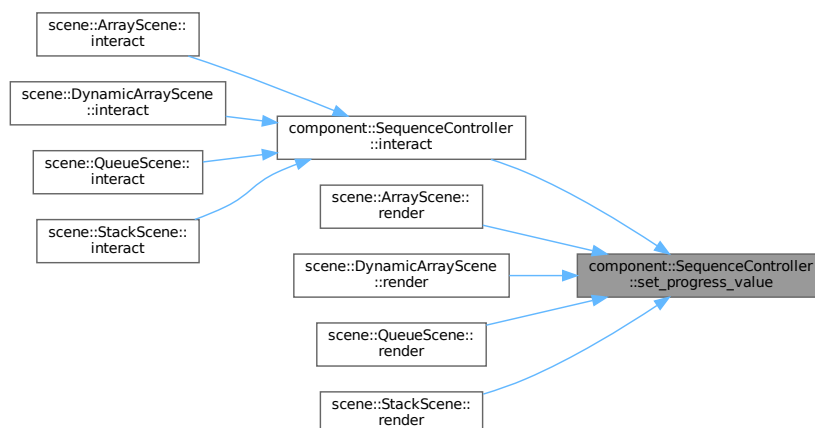 scene::ArrayScene::
interact
scene::DynamicArrayScene
::interact
scene::QueueScene::
interact
scene::StackScene::
interact
component::SequenceController
::interact
scene::ArrayScene::
render
scene::DynamicArrayScene
::render
scene::QueueScene::
render
scene::StackScene::
render
component::SequenceController
::set_progress_value